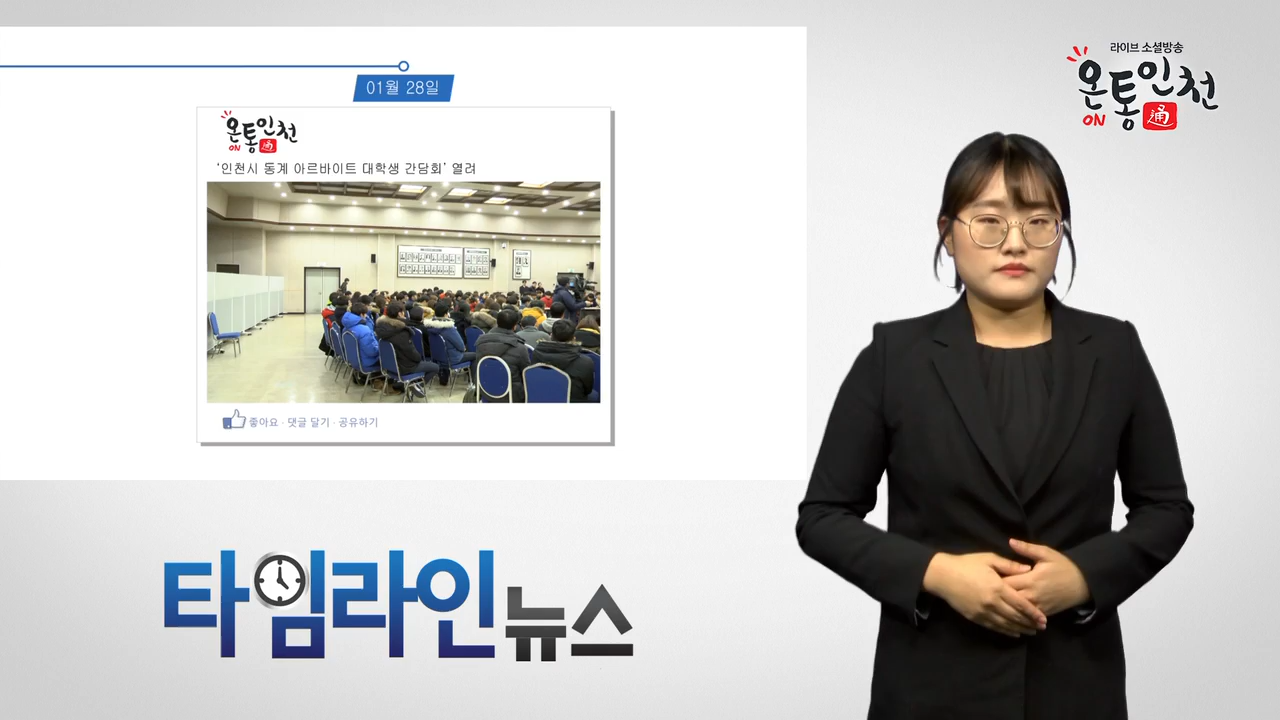 01월 28일
온통인천
ON 通
‘인천시 동계 아르바이트 대학생 간담회’ 열려
좋아요 · 댓글 달기 · 공유하기
라이브 소셜방송
온통인천
ON 通
타임라인뉴스